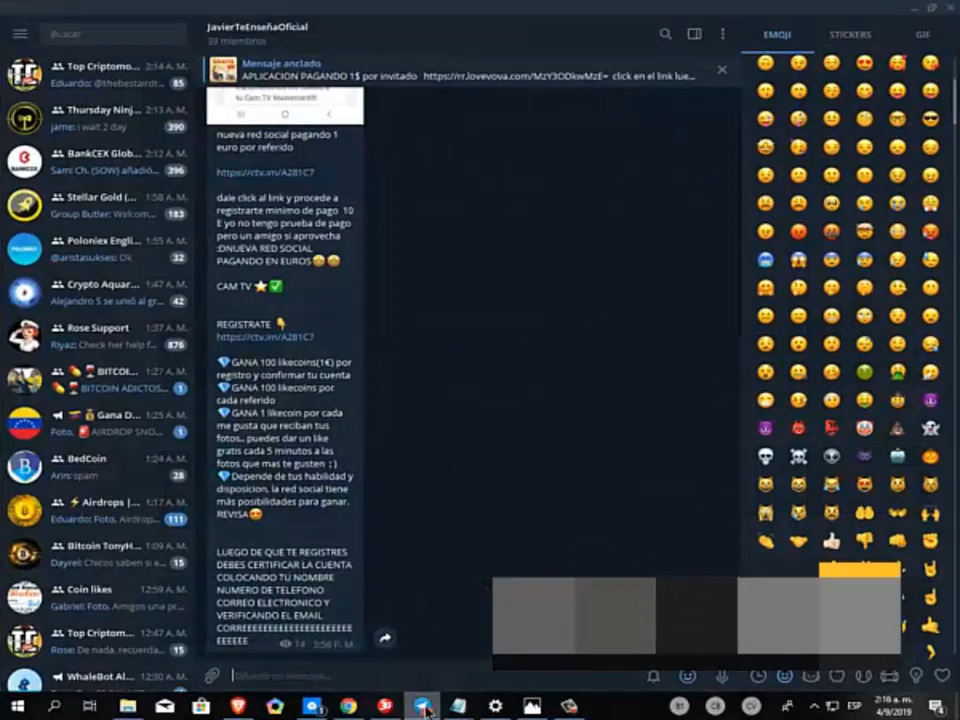 Buscar
JavierTeEnseñaOficial
39 miembros
EMOJI STICKERS GIF
Mensaje anclado
APLICACION PAGANDO 1$ por invitado https://rr.lovevova.com/MzY3ODkwMzE= click en el link lue...
Top Criptomo... 2:14 A. M.
Eduardo: @thebestairdr... 85
Thursday Ninj... 2:13 A. M.
jame: i wait 2 day 390
BankCEX Glob... 2:12 A. M.
Sami Ch. (SOW) añadió... 396
Stellar Gold (... 1:58 A. M.
Group Butler: Welcom... 183
Poloniex Engli... 1:55 A. M.
@aristasukses: Ok 32
Crypto Aquar... 1:47 A. M.
Alejandro S se unió al gr... 42
Rose Support 1:37 A. M.
Riyaz: Check her help f... 876
BITCOI... 1:27 A. M.
BITCOIN ADICTOS... 1
Gana D... 1:25 A. M.
Foto, AIRDROP SNO... 1
BedCoin 1:24 A. M.
Ann: spam 28
Airdrops |... 1:17 A. M.
Eduardo: Foto, Airdrop... 111
Bitcoin TonyH... 1:09 A. M.
Dayrel: Chicos saben si e... 15
Coin likes 12:59 A. M.
Gabriel: Foto, Amigos una pr...
Top Criptom... 12:47 A. M.
Rose: De nada, recuerda... 15
WhaleBot Al... 12:30 A. M.
tu Cam TV
nueva red social pagando 1
euro por referido
https://ctv.im/A281C7
dale click al link y procede a
registrarte minimo de pago 10
E yo no tengo prueba de pago
pero un amigo si aprovecha
:DNUEVA RED SOCIAL
PAGANDO EN EUROS🤩🤩
CAM TV ⭐✅
REGISTRATE 👇
https://ctv.im/A281C7
💎GANA 100 likecoins(1€) por
registro y confirmar tu cuenta
💎GANA 100 likecoins por
cada referido
💎GANA 1 likecoin por cada
me gusta que reciban tus
fotos.. puedes dar un like
gratis cada 5 minutos a las
fotos que mas te gusten ; )
💎Depende de tus habilidad y
disposicion, la red social tiene
más posibilidades para ganar.
REVISA😍
LUEGO DE QUE TE REGISTRES
DEBES CERTIFICAR LA CUENTA
COLOCANDO TU NOMBRE
NUMERO DE TELEFONO
CORREO ELECTRONICO Y
VERIFICANDO EL EMAIL
CORREEEEEEEEEEEEEEEEEEEEE
EEEEEE
14 5:56 P. M.
Difundir un mensaje...
ESP
2:16 a. m.
4/9/2019